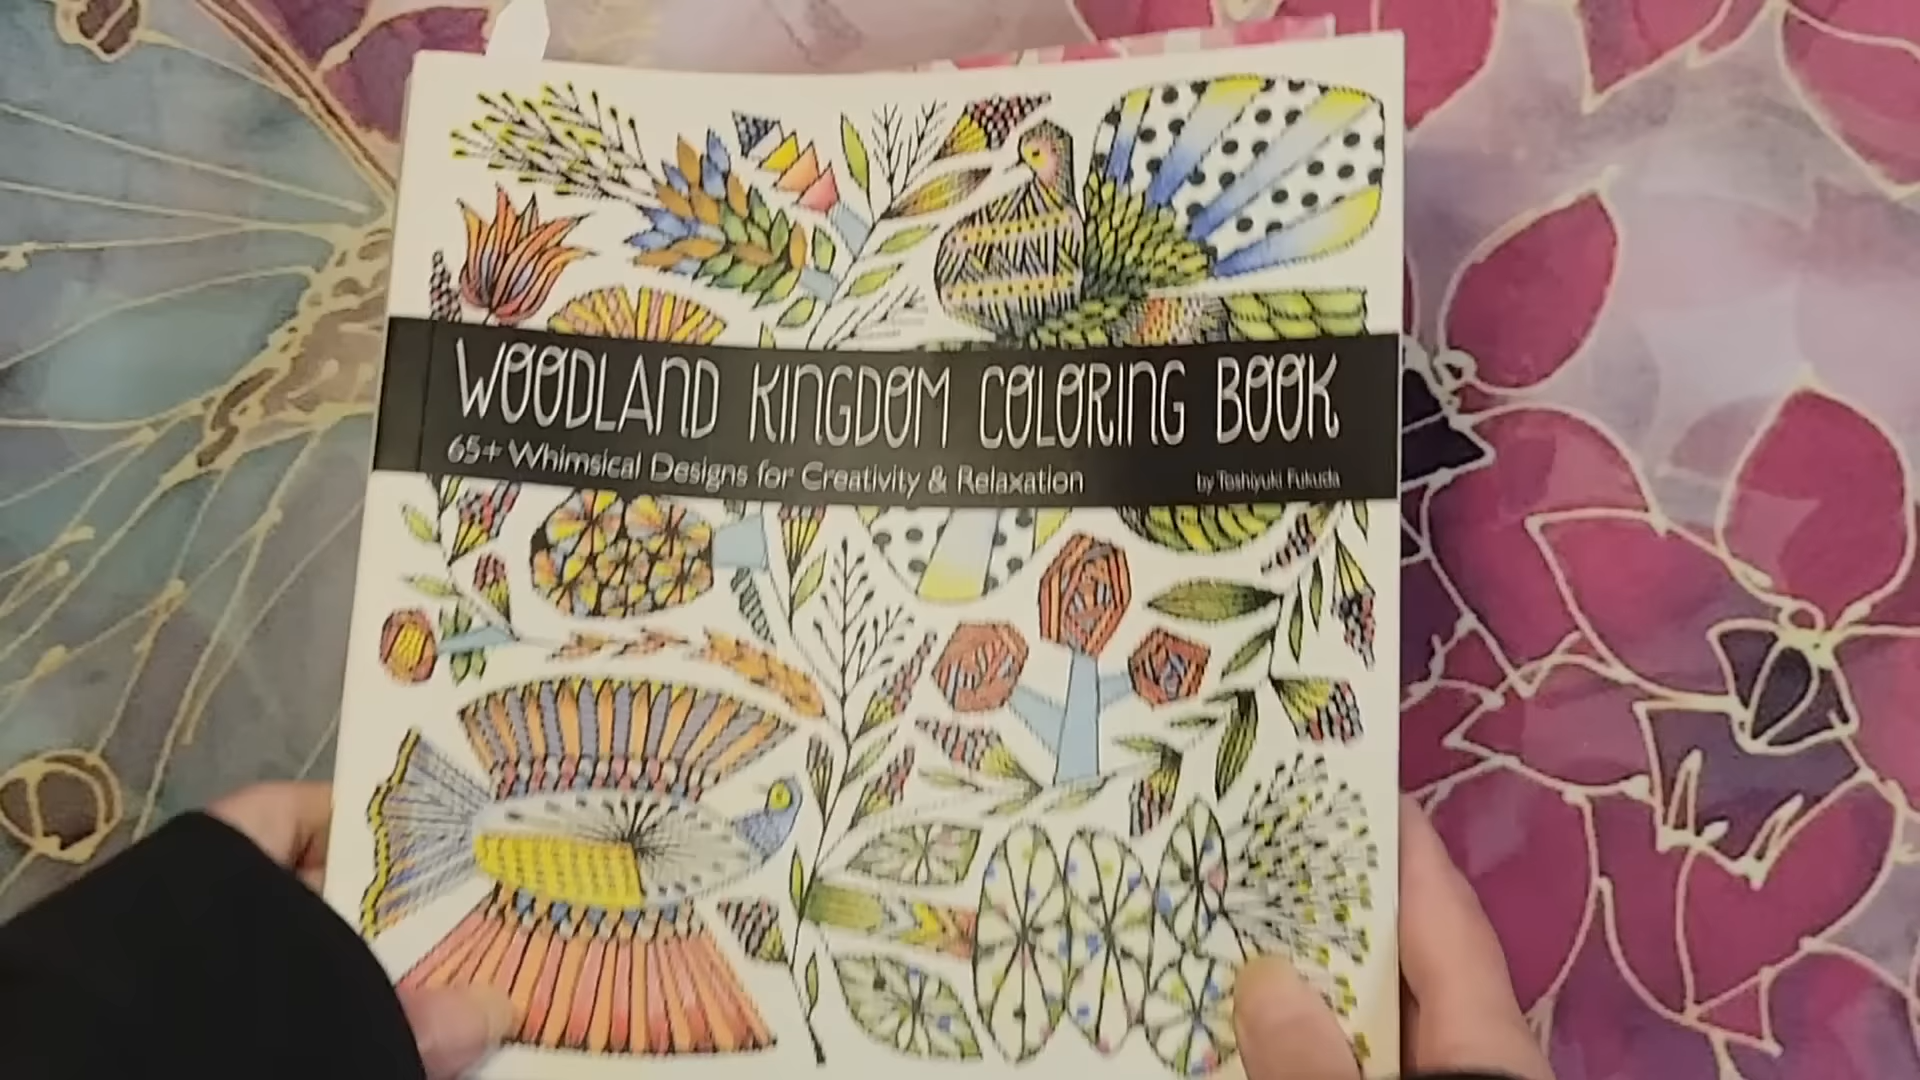 WOODLAND KINGDOM COLORING BOOK
65+ Whimsical Designs for Creativity & Relaxation
by Toshiyuki Fukuda